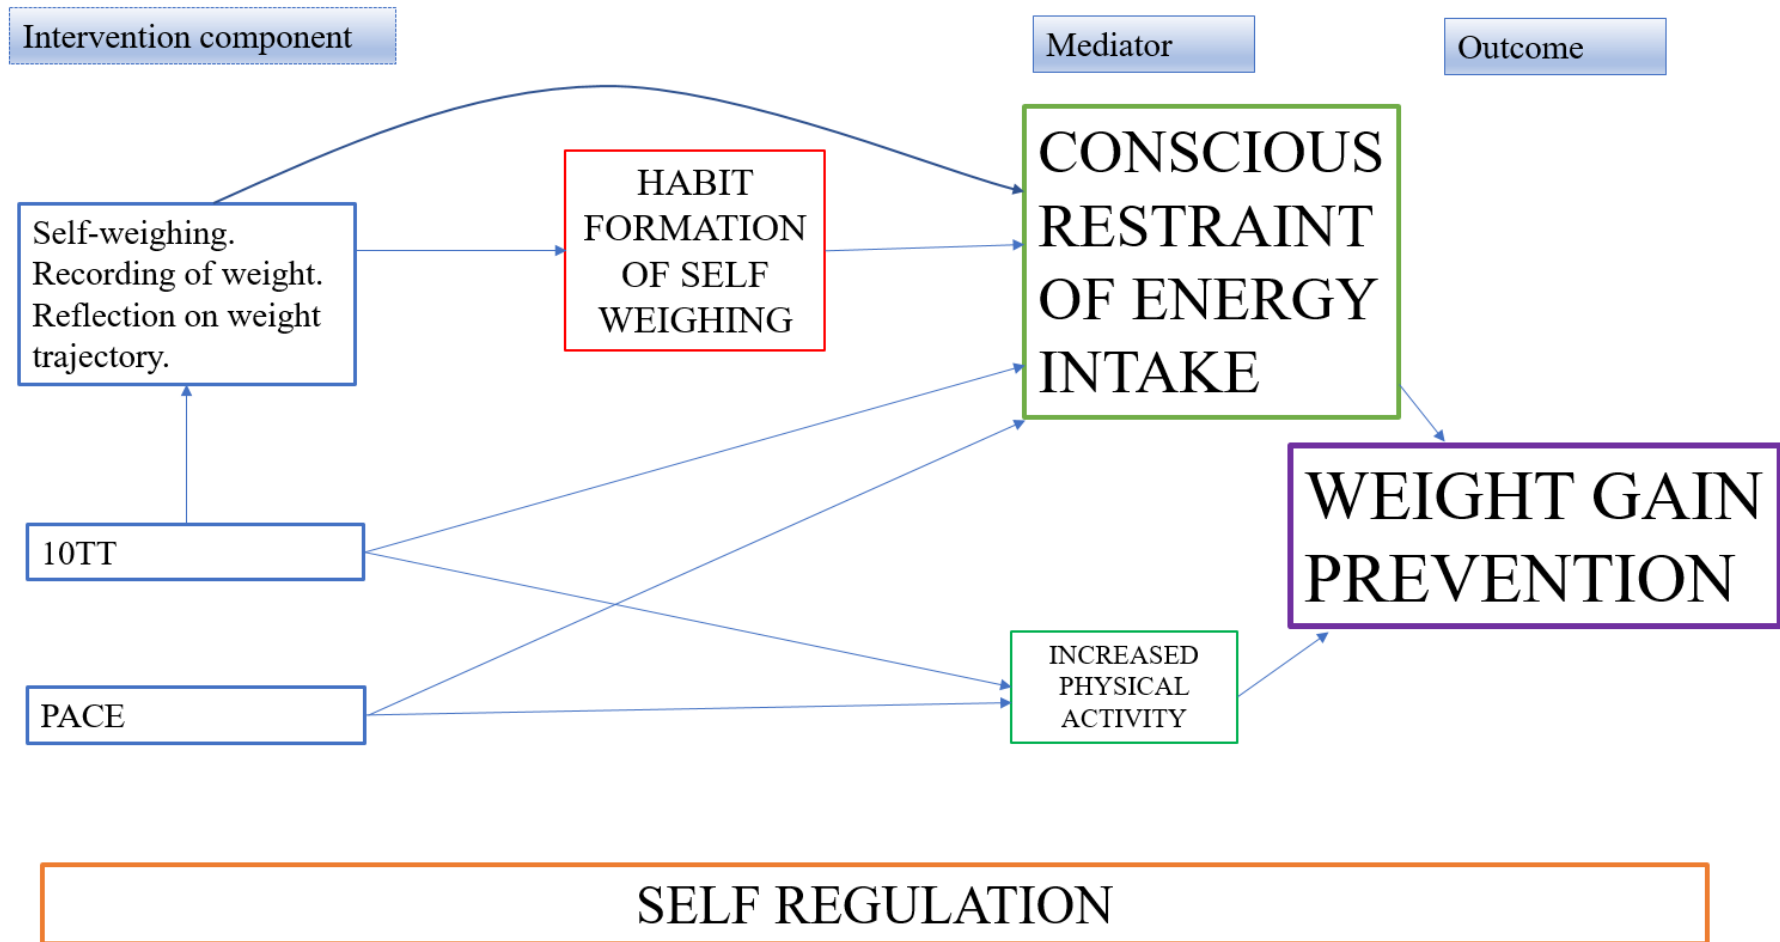 Intervention component
Mediator
Outcome
Self-weighing.
Recording of weight.
Reflection on weight
trajectory.
HABIT
FORMATION
OF SELF
WEIGHING
CONSCIOUS
RESTRAINT
OF ENERGY
INTAKE
10TT
WEIGHT GAIN
PREVENTION
PACE
INCREASED
PHYSICAL
ACTIVITY
SELF REGULATION